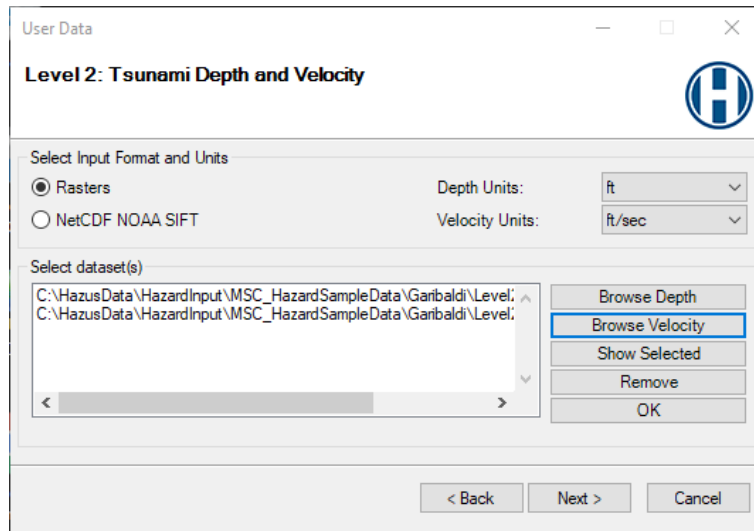 User Data
Level 2: Tsunami Depth and Velocity
Select Input Format and Units
Rasters
Depth Units:
ft
NetCDF NOAA SIFT
Velocity Units:
ft/sec
Select dataset(s)
C:\HazusData\HazardInput\MSC_HazardSampleData\Garibaldi\Level2
C:\HazusData\HazardInput\MSC_HazardSampleData\Garibaldi\Level2
Browse Depth
Browse Velocity
Show Selected
Remove
OK
< Back
Next >
Cancel